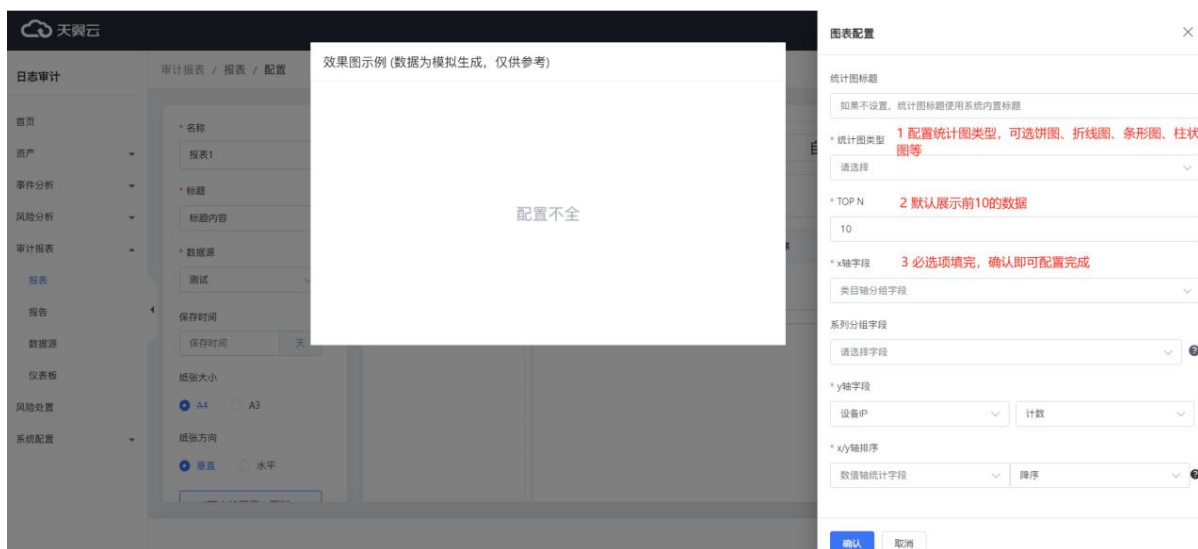 天翼云
图表配置
日志审计
审计报表 / 报表 / 配置
效果图示例 (数据为模拟生成，仅供参考)
配置不全
首页
资产
事件分析
风险分析
审计报表
报表
报告
数据源
仪表板
风险处置
系统配置
* 名称
报表1
* 标题
标题内容
* 数据源
测试
保存时间
保存时间 天
纸张大小
A4 A3
纸张方向
垂直 水平
统计图标题
如果不设置，统计图标题使用系统内置标题
* 统计图类型
1 配置统计图类型，可选饼图、折线图、条形图、柱状
图等
请选择
* TOP N
2 默认展示前10的数据
10
* x轴字段
3 必选项填完，确认即可配置完成
类目轴分组字段
系列分组字段
请选择字段
* y轴字段
设备IP 计数
* x/y轴排序
数值轴统计字段 降序
确认 取消